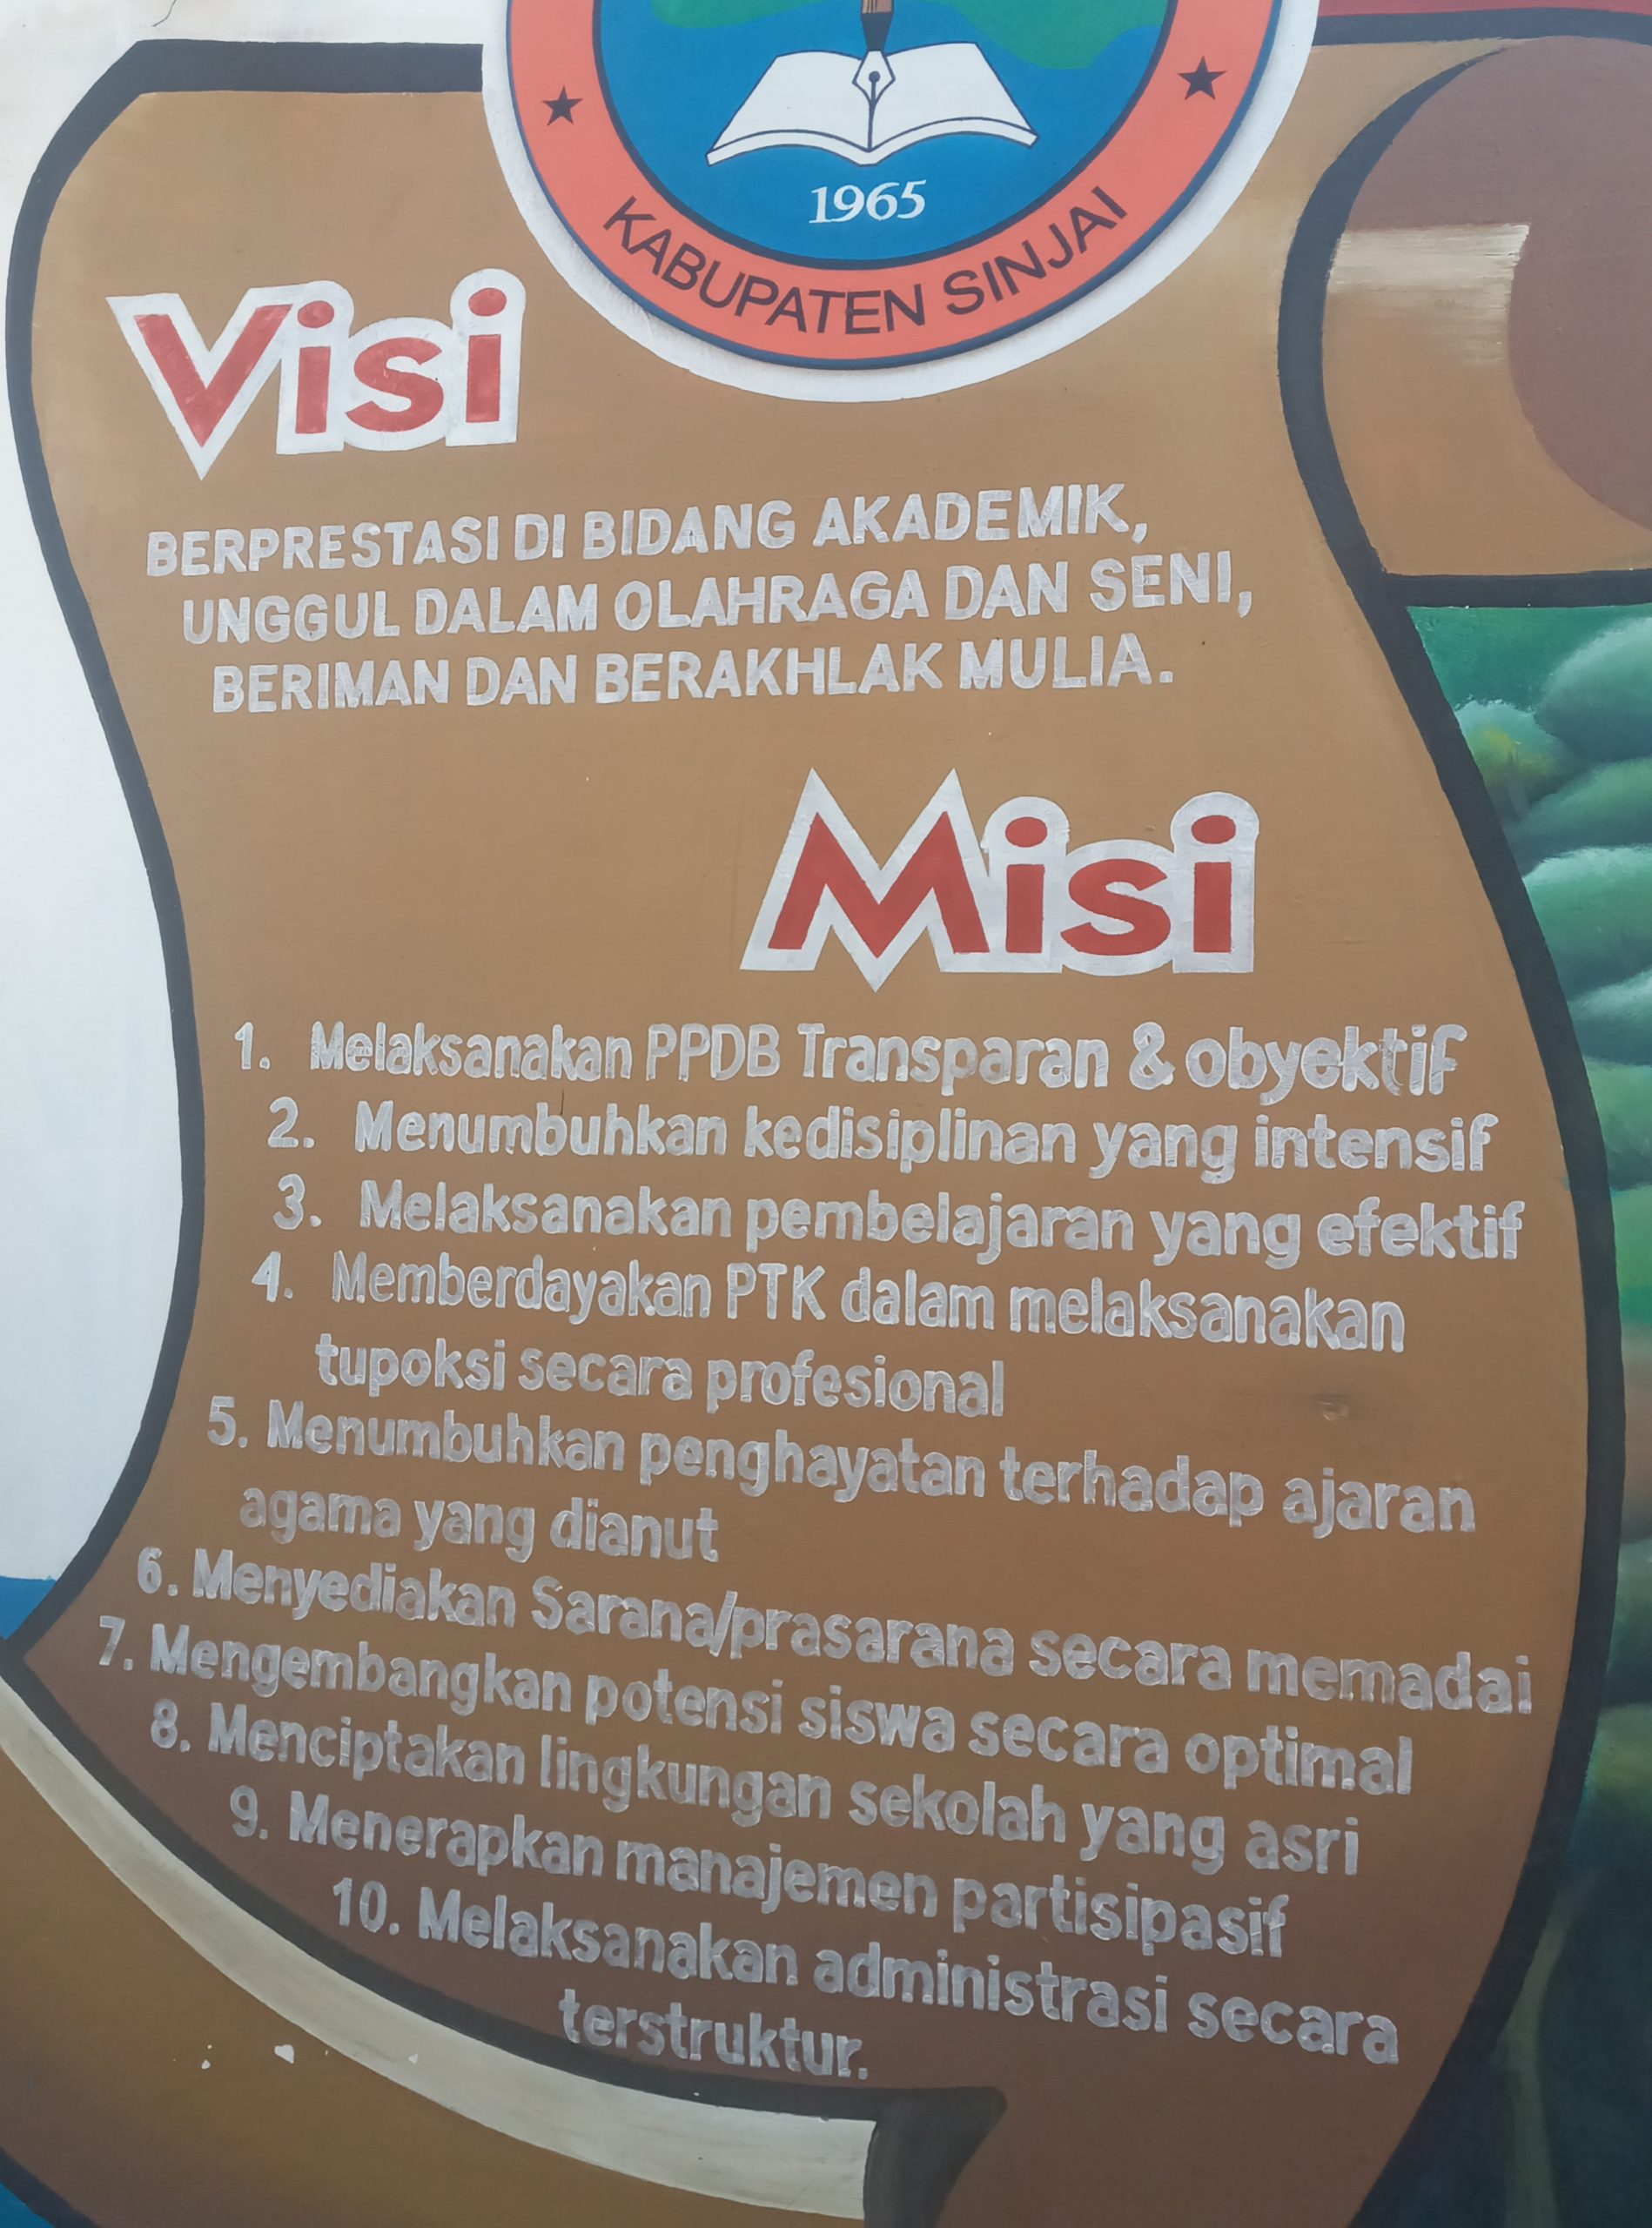 1965
KABUPATEN SINJAI
Visi
BERPRESTASI DI BIDANG AKADEMIK,
UNGGUL DALAM OLAHRAGA DAN SENI,
BERIMAN DAN BERAKHLAK MULIA.
Misi
1. Melaksanakan PPDB Transparan & obyektif
2. Menumbuhkan kedisiplinan yang intensif
3. Melaksanakan pembelajaran yang efektif
4. Memberdayakan PTK dalam melaksanakan
tupoksi secara profesional
5. Menumbuhkan penghayatan terhadap ajaran
agama yang dianut
6. Menyediakan Sarana/prasarana secara memadai
7. Mengembangkan potensi siswa secara optimal
8. Menciptakan lingkungan sekolah yang asri
9. Menerapkan manajemen partisipasif
10. Melaksanakan administrasi secara
terstruktur.